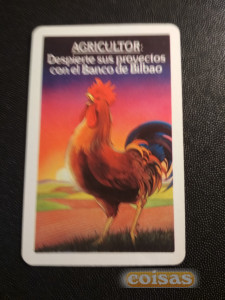 AGRICULTOR:
Despierte sus proyectos
con el Banco de Bilbao
coisas